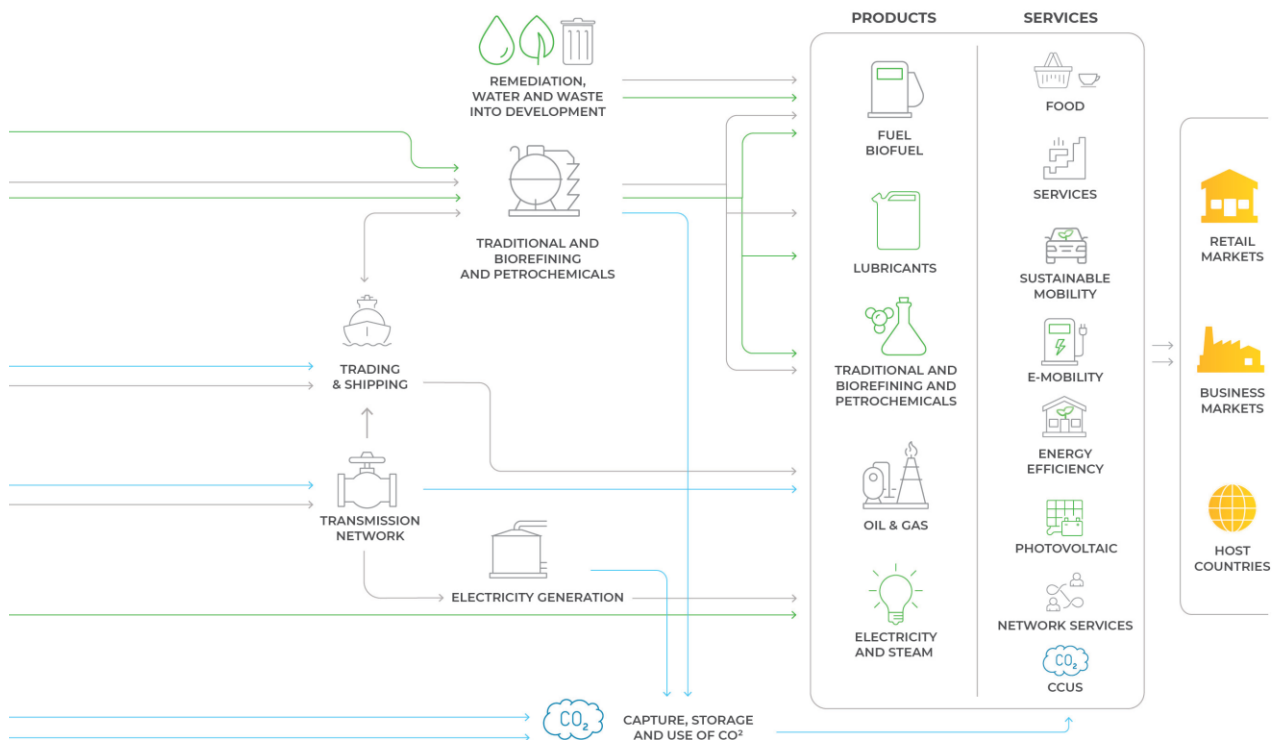 PRODUCTS
SERVICES
REMEDIATION,
WATER AND WASTE
INTO DEVELOPMENT
TRADITIONAL AND
BIOREFINING
AND PETROCHEMICALS
TRADING
& SHIPPING
TRANSMISSION
NETWORK
ELECTRICITY GENERATION
CO₂
CAPTURE, STORAGE
AND USE OF CO²
FUEL
BIOFUEL
LUBRICANTS
TRADITIONAL AND
BIOREFINING AND
PETROCHEMICALS
OIL & GAS
ELECTRICITY
AND STEAM
FOOD
SERVICES
SUSTAINABLE
MOBILITY
E-MOBILITY
ENERGY
EFFICIENCY
PHOTOVOLTAIC
NETWORK SERVICES
CO₂
CCUS
RETAIL
MARKETS
BUSINESS
MARKETS
HOST
COUNTRIES